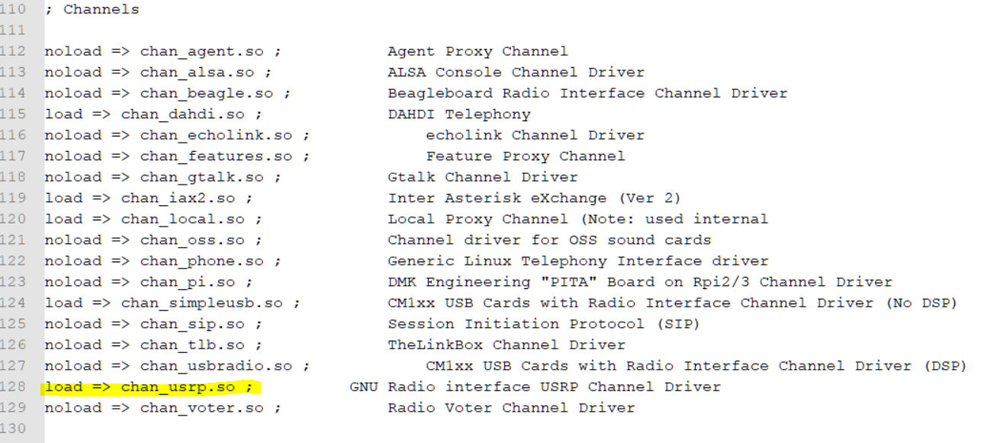 110 ; Channels
111
112 noload => chan_agent.so ; Agent Proxy Channel
113 noload => chan_alsa.so ; ALSA Console Channel Driver
114 noload => chan_beagle.so ; Beagleboard Radio Interface Channel Driver
115 load => chan_dahdi.so ; DAHDI Telephony
116 noload => chan_echolink.so ; echolink Channel Driver
117 noload => chan_features.so ; Feature Proxy Channel
118 noload => chan_gtalk.so ; Gtalk Channel Driver
119 load => chan_iax2.so ; Inter Asterisk eXchange (Ver 2)
120 load => chan_local.so ; Local Proxy Channel (Note: used internal
121 noload => chan_oss.so ; Channel driver for OSS sound cards
122 noload => chan_phone.so ; Generic Linux Telephony Interface driver
123 noload => chan_pi.so ; DMK Engineering "PITA" Board on Rpi2/3 Channel Driver
124 load => chan_simpleusb.so ; CM1xx USB Cards with Radio Interface Channel Driver (No DSP)
125 noload => chan_sip.so ; Session Initiation Protocol (SIP)
126 noload => chan_tlb.so ; TheLinkBox Channel Driver
127 noload => chan_usbradio.so ; CM1xx USB Cards with Radio Interface Channel Driver (DSP)
128 load => chan_usrp.so ; GNU Radio interface USRP Channel Driver
129 noload => chan_voter.so ; Radio Voter Channel Driver
130